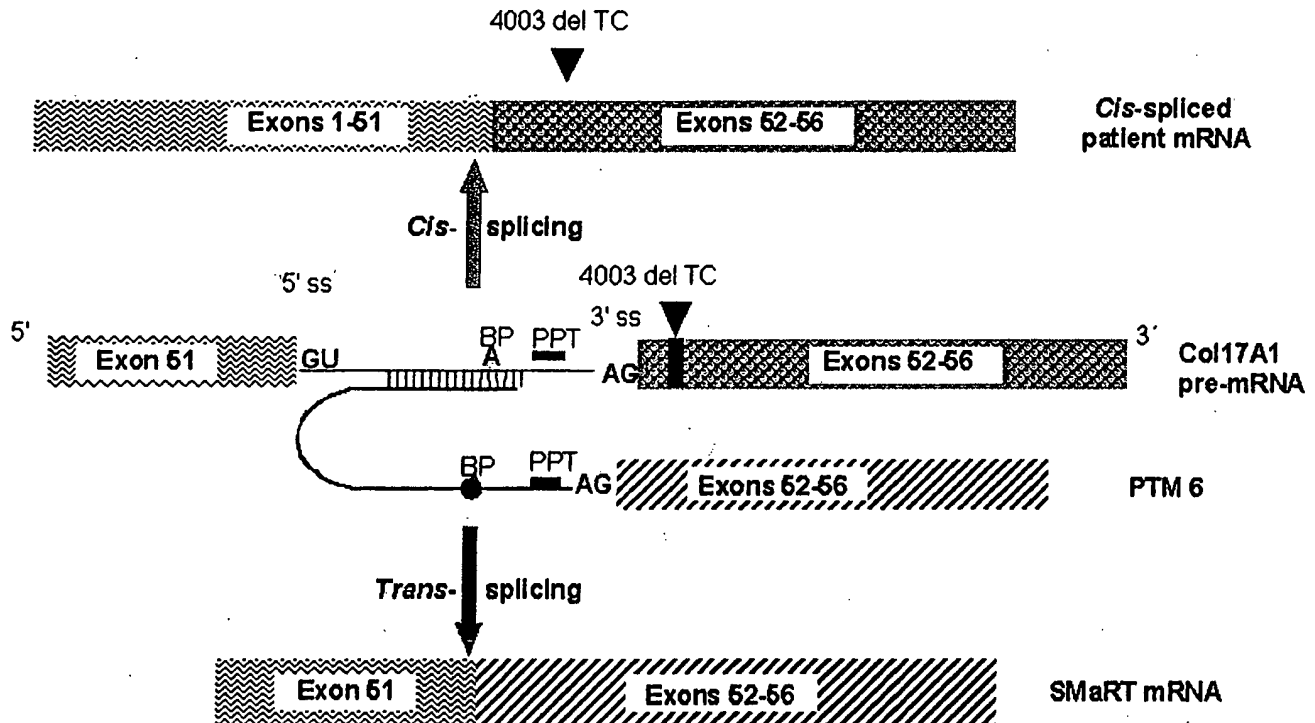 4003 del TC
Exons 1-51
Exons 52-56
Cis-spliced
patient mRNA
Cis- splicing
4003 del TC
5' ss
3' ss
5'
BP
PPT
3'
Exon 51
GU
A
AG
Exons 52-56
Col17A1
pre-mRNA
BP
PPT
AG
Exons 52-56
PTM 6
Trans- splicing
Exon 51
Exons 52-56
SMaRT mRNA